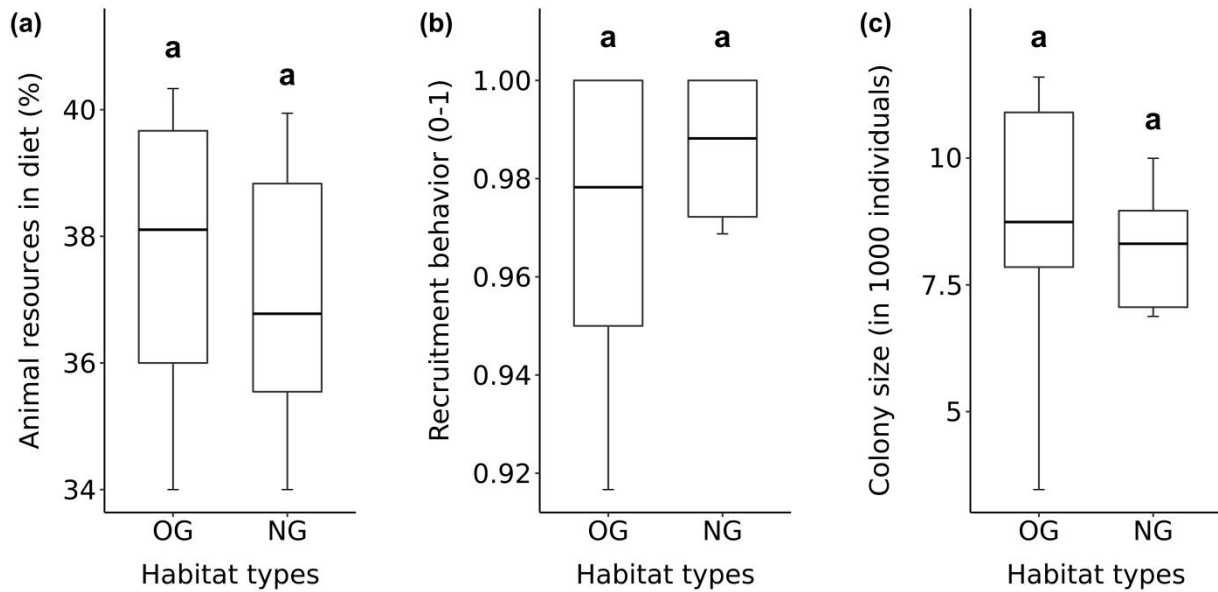 (a)
Animal resources in diet (%)
40
38
36
34
a
a
OG
NG
Habitat types
(b)
Recruitment behavior (0-1)
1.00
0.98
0.96
0.94
0.92
a
a
OG
NG
Habitat types
(c)
Colony size (in 1000 individuals)
10
7.5
5
a
a
OG
NG
Habitat types